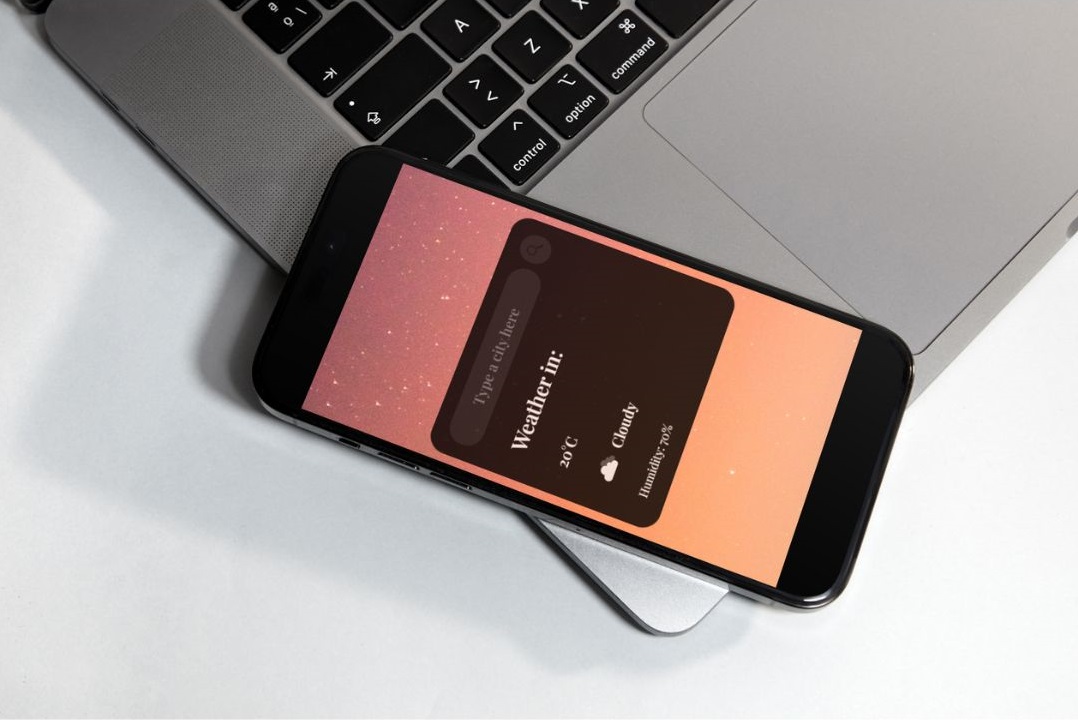 Type a city here
Weather in:
20°C
Cloudy
Humidity: 70%
A
Z
X
command
option
control
ª
º
\
>
<